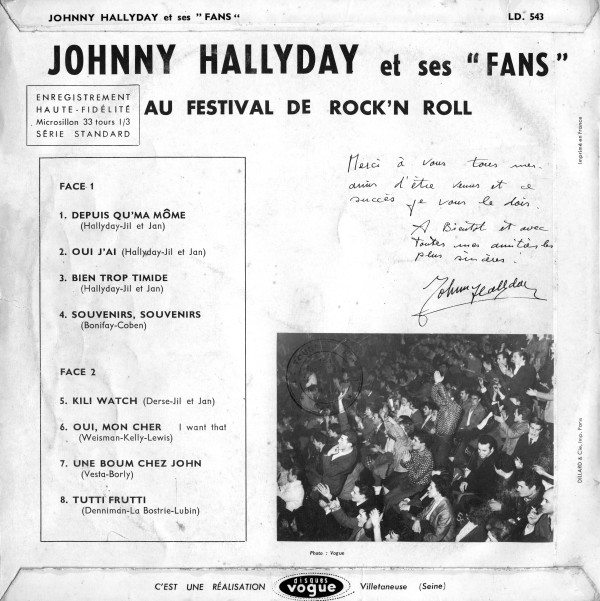 JOHNNY HALLYDAY et ses " FANS "
LD. 543
JOHNNY HALLYDAY et ses " FANS "
ENREGISTREMENT
HAUTE-FIDÉLITÉ
Microsillon 33 tours 1/3
SÉRIE STANDARD
AU FESTIVAL DE ROCK'N ROLL
Imprimé en France
FACE 1
1. DEPUIS QU'MA MÔME
(Hallyday-Jil et Jan)
2. OUI J'AI (Hallyday-Jil et Jan)
3. BIEN TROP TIMIDE
(Hallyday-Jil et Jan)
4. SOUVENIRS, SOUVENIRS
(Bonifay-Coben)
FACE 2
5. KILI WATCH (Derse-Jil et Jan)
6. OUI, MON CHER I want that
(Weisman-Kelly-Lewis)
7. UNE BOUM CHEZ JOHN
(Vesta-Borly)
8. TUTTI FRUTTI
(Denniman-La Bostrie-Lubin)
Merci à vous tous mes
amis d'être venus et ce
succès je vous le dois.
A Bientot et avec
toutes mes amitiés les
plus sincères !
Johnny Hallyday
DELARD & Cie, Imp. Paris
Photo : Vogue
C'EST UNE RÉALISATION disques vogue Villetaneuse (Seine)